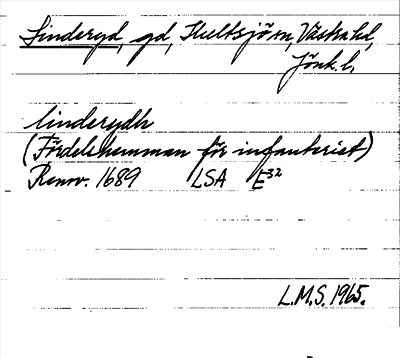 Linderyd, gd, Hultsjö sn, Västra hd,
Jönk. l.
linderydh
(Fördelshemman för infanterist)
Renov. 1689 LSA E32
L.M.S. 1965.